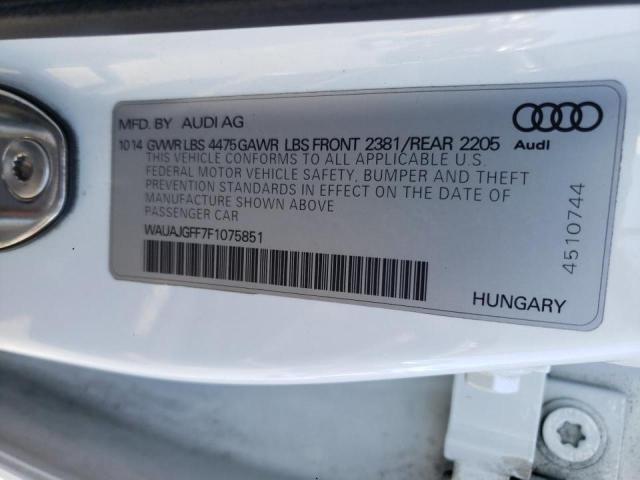 MFD. BY AUDI AG
10 14 GVWR LBS 4475 GAWR LBS FRONT 2381/REAR 2205 Audi
THIS VEHICLE CONFORMS TO ALL APPLICABLE U.S.
FEDERAL MOTOR VEHICLE SAFETY, BUMPER AND THEFT
PREVENTION STANDARDS IN EFFECT ON THE DATE OF
MANUFACTURE SHOWN ABOVE
PASSENGER CAR
WAUAJGFF7F1075851
4510744
HUNGARY